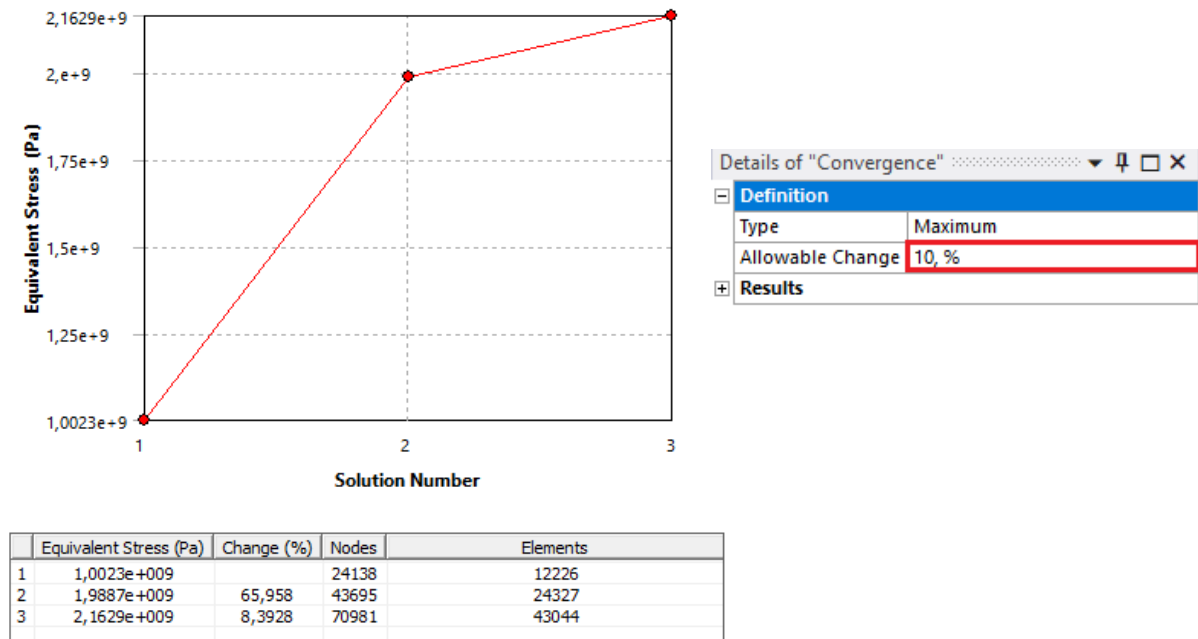 2,1629e+9
2,e+9
1,75e+9
1,5e+9
1,25e+9
1,0023e+9
Equivalent Stress (Pa)
1 2 3
Solution Number
Details of "Convergence"
Definition
Type Maximum
Allowable Change 10, %
Results
Equivalent Stress (Pa) Change (%) Nodes Elements
1 1,0023e+009 24138 12226
2 1,9887e+009 65,958 43695 24327
3 2,1629e+009 8,3928 70981 43044